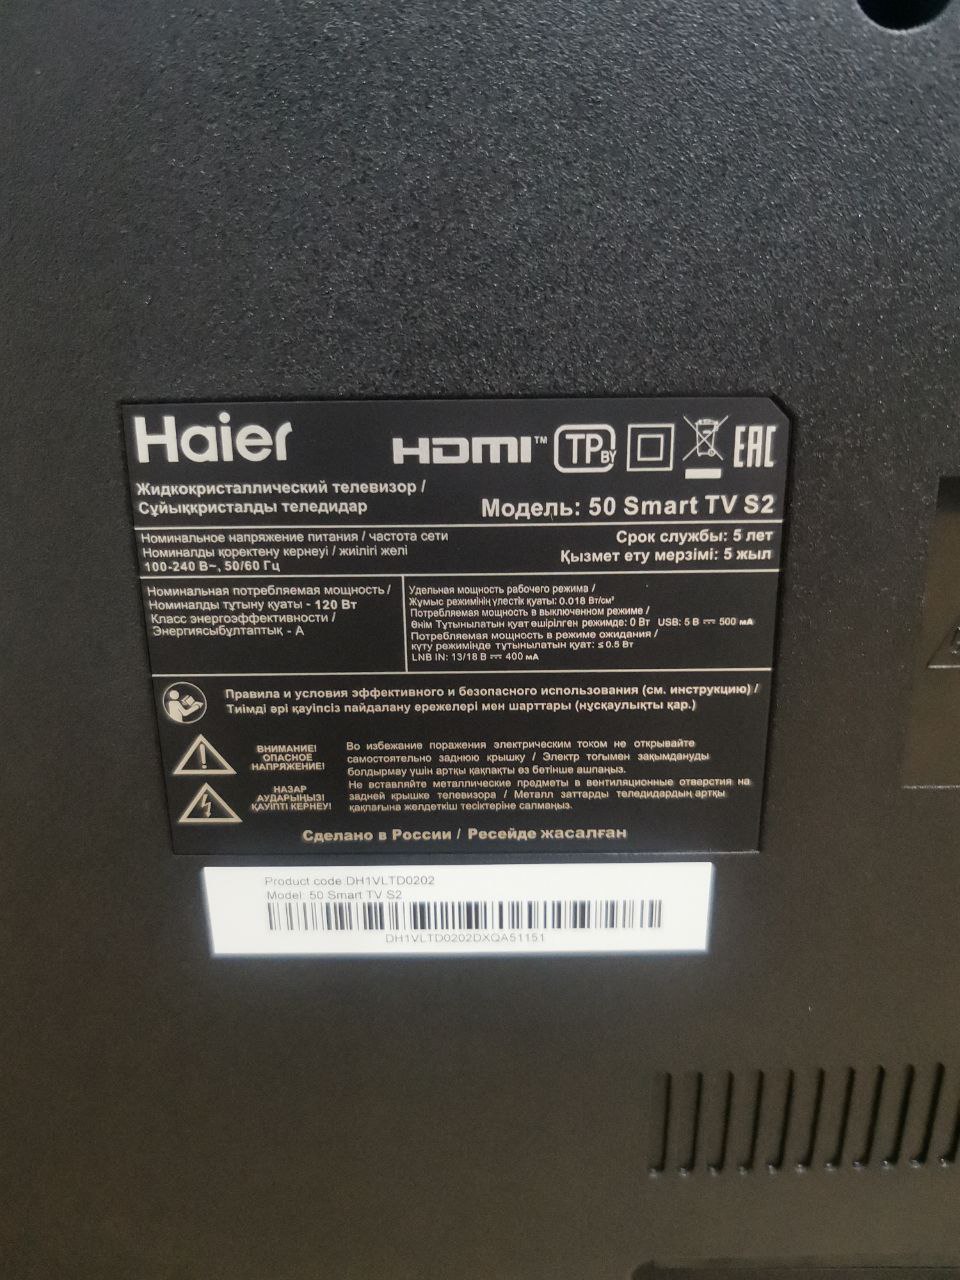 Haier
HDMI™ TP BY EAC
Жидкокристаллический телевизор /
Сұйықкристалды теледидар
Модель: 50 Smart TV S2
Номинальное напряжение питания / частота сети
Номиналды қоректену кернеуі / жиілігі желі
100-240 В~, 50/60 Гц
Срок службы: 5 лет
Қызмет ету мерзімі: 5 жыл
Номинальная потребляемая мощность /
Номиналды тұтыну қуаты - 120 Вт
Класс энергоэффективности /
Энергиясыбултаптық - А
Удельная мощность рабочего режима /
Жұмыс режимінің үлестік қуаты: 0.018 Вт/см²
Потребляемая мощность в выключенном режиме /
Өнім Тұтынылатын қуат өшірілген режимде: 0 Вт USB: 5 В ⎓ 500 мА
Потребляемая мощность в режиме ожидания /
күту режимінде тұтынылатын қуат: ≤ 0.5 Вт
LNB IN: 13/18 В ⎓ 400 мА
Правила и условия эффективного и безопасного использования (см. инструкцию) /
Тиімді әрі қауіпсіз пайдалану ережелері мен шарттары (нұсқаулықты қар.)
ВНИМАНИЕ!
ОПАСНОЕ
НАПРЯЖЕНИЕ!
НАЗАР
АУДАРЫҢЫЗ!
ҚАУІПТІ КЕРНЕУ!
Во избежание поражения электрическим током не открывайте
самостоятельно заднюю крышку / Электр тогымен зақымдануды
болдырмау үшін артқы қақпақты өз бетінше ашпаңыз.
Не вставляйте металлические предметы в вентиляционные отверстия на
задней крышке телевизора / Металл заттарды теледидардың артқы
қақпағына желдеткіш тесіктеріне салмаңыз.
Сделано в России / Ресейде жасалған
Product code:DH1VLTD0202
Model: 50 Smart TV S2
DH1VLTD0202DXQA51151